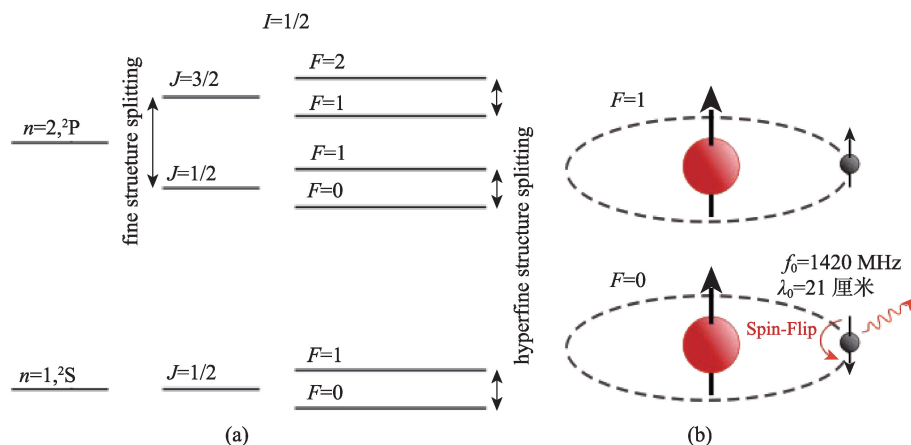 I=1/2
n=2,²P
fine structure splitting
J=3/2
J=1/2
F=2
F=1
F=1
F=0
n=1,²S
J=1/2
F=1
F=0
hyperfine structure splitting
(a)
F=1
F=0
f₀=1420 MHz
λ₀=21 厘米
Spin-Flip
(b)